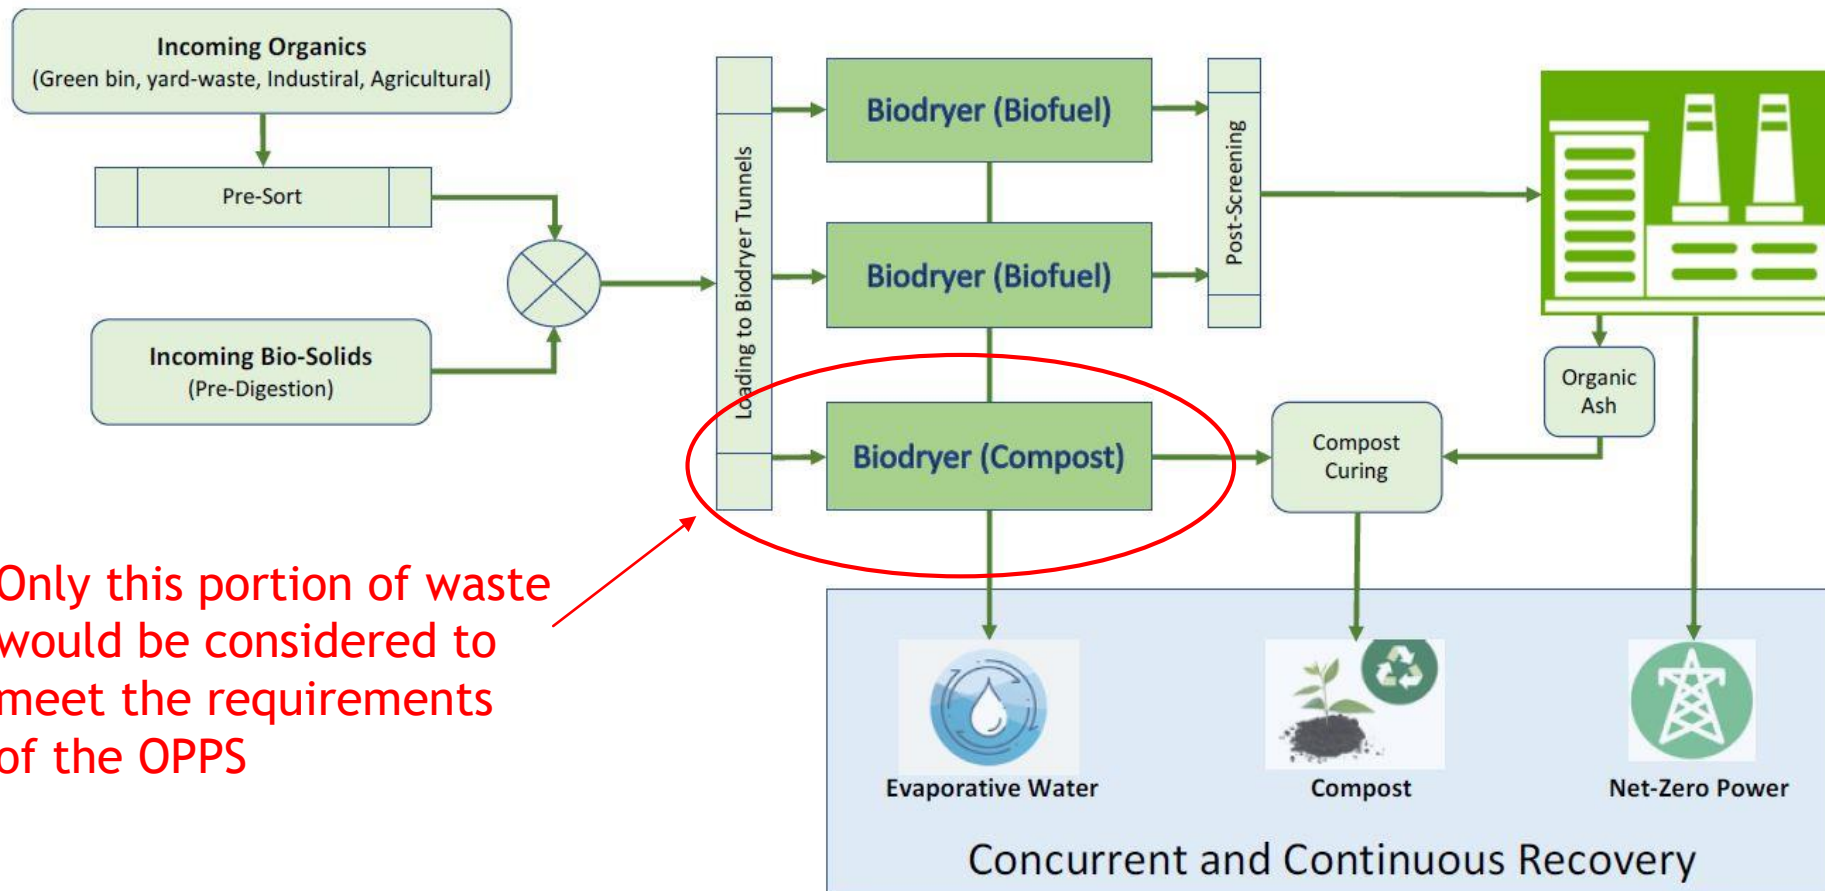 Incoming Organics
(Green bin, yard-waste, Industiral, Agricultural)
Pre-Sort
Incoming Bio-Solids
(Pre-Digestion)
Loading to Biodryer Tunnels
Biodryer (Biofuel)
Biodryer (Biofuel)
Biodryer (Compost)
Post-Screening
Organic
Ash
Compost
Curing
Only this portion of waste
would be considered to
meet the requirements
of the OPPS
Evaporative Water
Compost
Net-Zero Power
Concurrent and Continuous Recovery